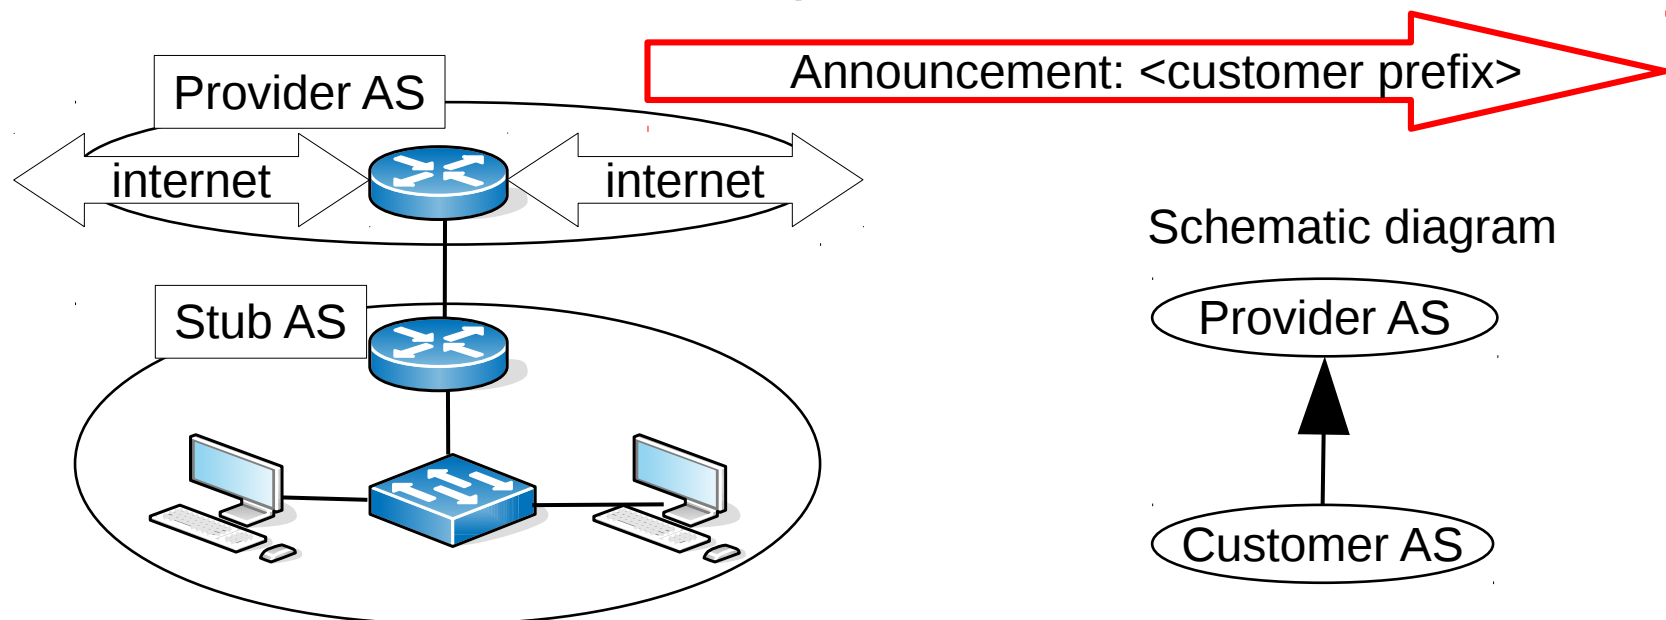 Announcement: <customer prefix>
Provider AS
internet
internet
Schematic diagram
Provider AS
Stub AS
Customer AS